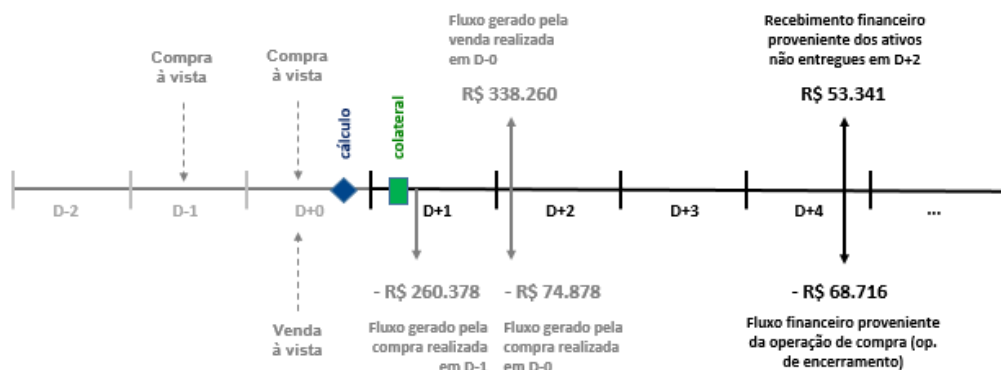 Fluxo gerado pela
venda realizada
em D-0
R$ 338.260
Recebimento financeiro
proveniente dos ativos
não entregues em D+2
R$ 53.341
Compra
à vista
Compra
à vista
cálculo
colateral
D-2
D-1
D+0
D+1
D+2
D+3
D+4
...
Venda
à vista
- R$ 260.378
Fluxo gerado pela
compra realizada
em D-1
- R$ 74.878
Fluxo gerado pela
compra realizada
em D-0
- R$ 68.716
Fluxo financeiro proveniente
da operação de compra (op.
de encerramento)